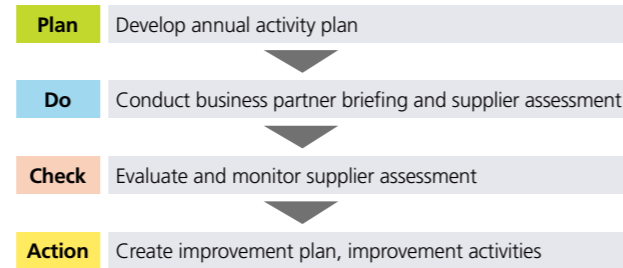 Plan Develop annual activity plan
Do Conduct business partner briefing and supplier assessment
Check Evaluate and monitor supplier assessment
Action Create improvement plan, improvement activities